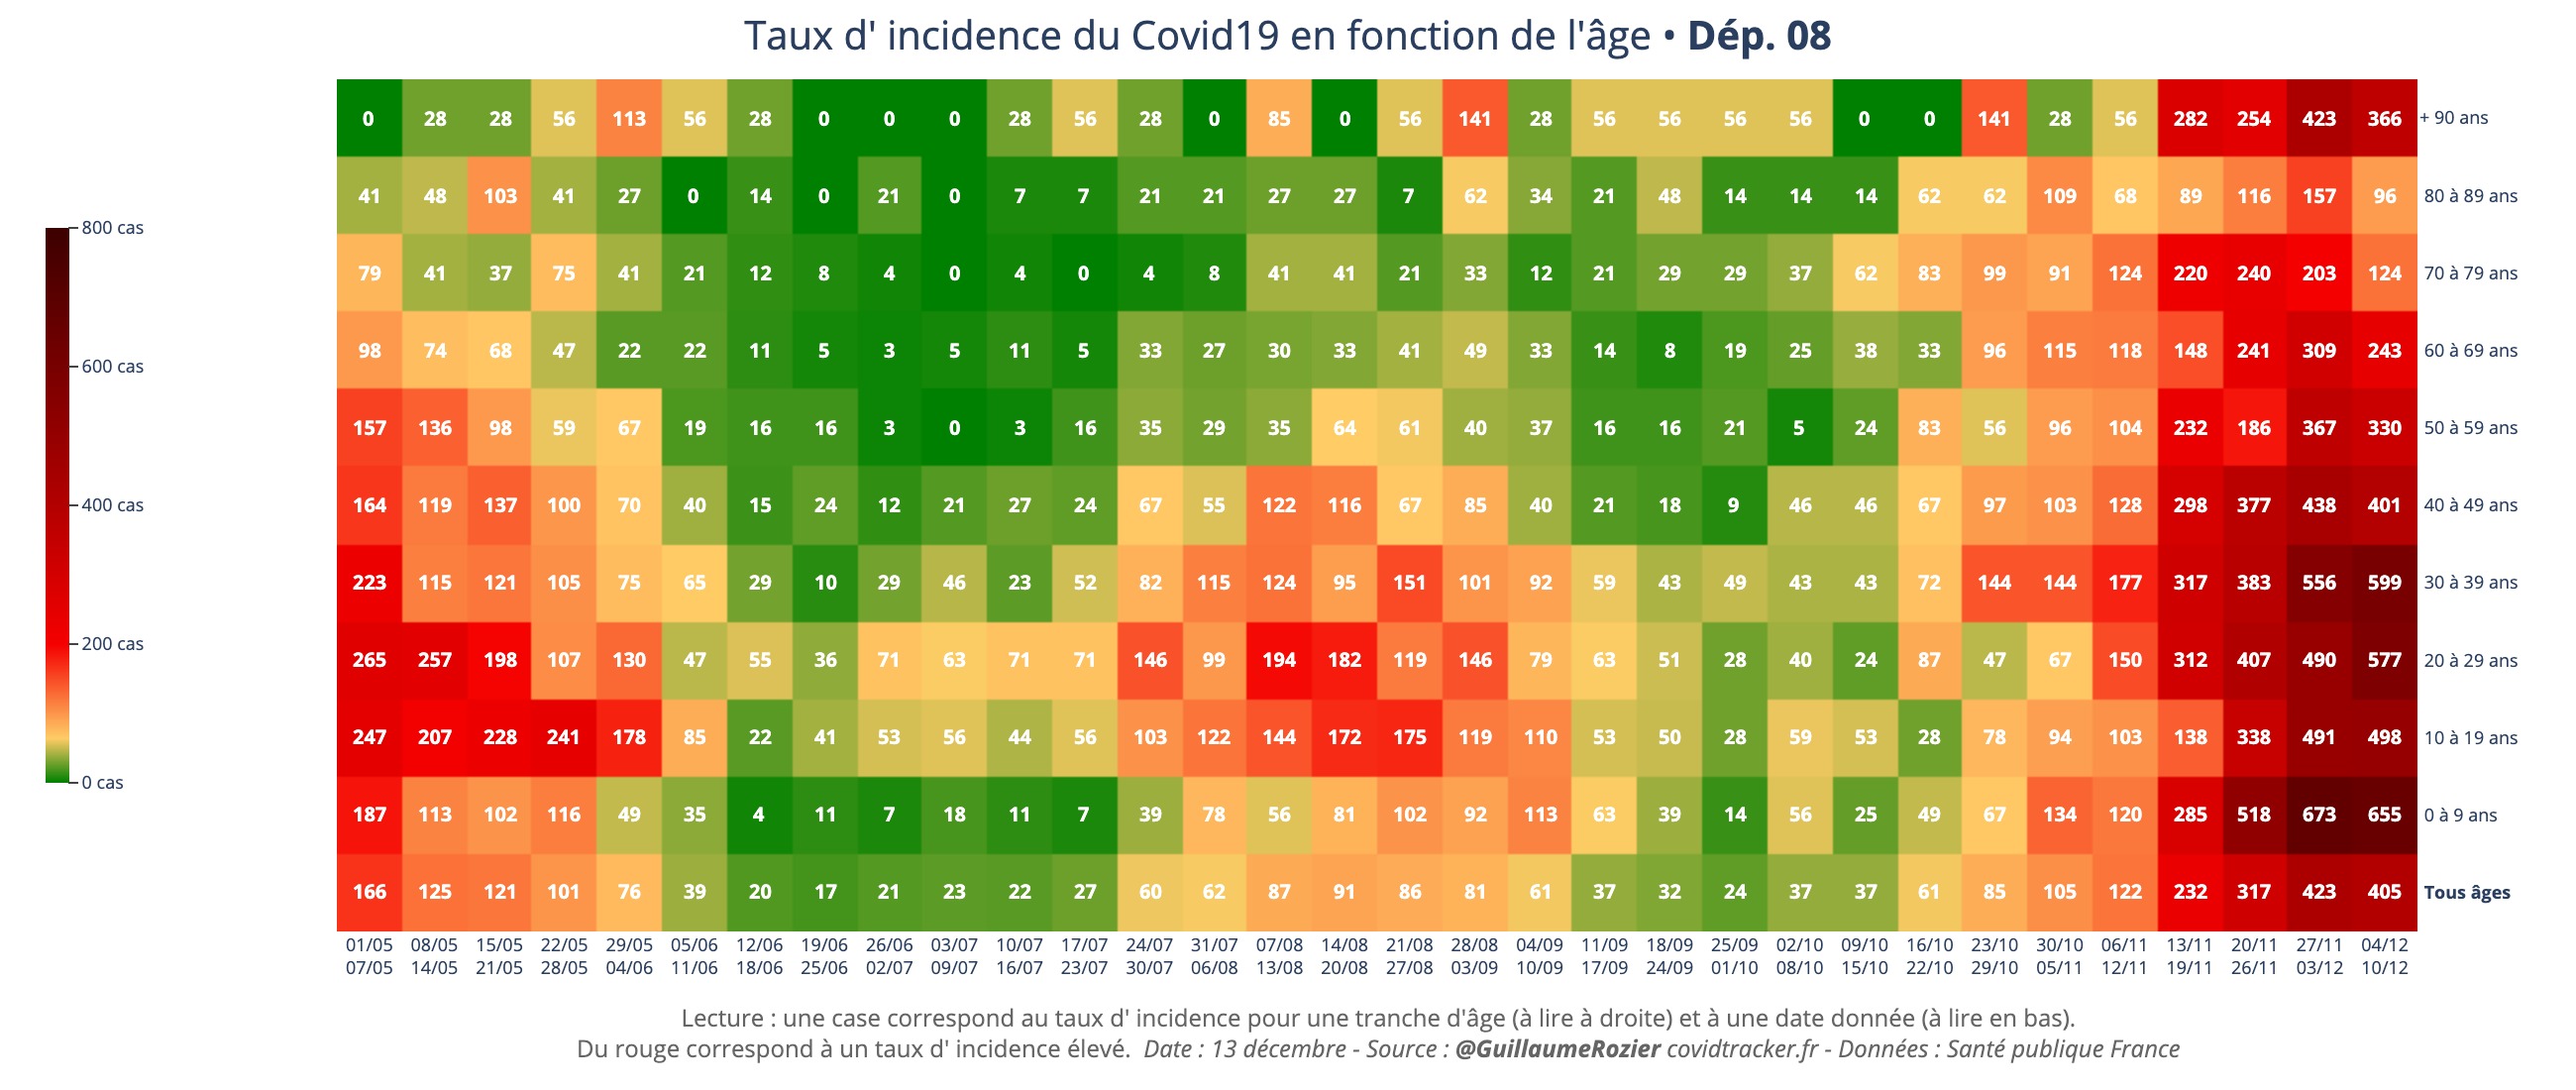 Taux d' incidence du Covid19 en fonction de l'âge • Dép. 08
800 cas
600 cas
400 cas
200 cas
0 cas
0 28 28 56 113 56 28 0 0 0 28 56 28 0 85 0 56 141 28 56 56 56 56 0 0 141 28 56 282 254 423 366 + 90 ans
41 48 103 41 27 0 14 0 21 0 7 7 21 21 27 27 7 62 34 21 48 14 14 14 62 62 109 68 89 116 157 96 80 à 89 ans
79 41 37 75 41 21 12 8 4 0 4 0 4 8 41 41 21 33 12 21 29 29 37 62 83 99 91 124 220 240 203 124 70 à 79 ans
98 74 68 47 22 22 11 5 3 5 11 5 33 27 30 33 41 49 33 14 8 19 25 38 33 96 115 118 148 241 309 243 60 à 69 ans
157 136 98 59 67 19 16 16 3 0 3 16 35 29 35 64 61 40 37 16 16 21 5 24 83 56 96 104 232 186 367 330 50 à 59 ans
164 119 137 100 70 40 15 24 12 21 27 24 67 55 122 116 67 85 40 21 18 9 46 46 67 97 103 128 298 377 438 401 40 à 49 ans
223 115 121 105 75 65 29 10 29 46 23 52 82 115 124 95 151 101 92 59 43 49 43 43 72 144 144 177 317 383 556 599 30 à 39 ans
265 257 198 107 130 47 55 36 71 63 71 71 146 99 194 182 119 146 79 63 51 28 40 24 87 47 67 150 312 407 490 577 20 à 29 ans
247 207 228 241 178 85 22 41 53 56 44 56 103 122 144 172 175 119 110 53 50 28 59 53 28 78 94 103 138 338 491 498 10 à 19 ans
187 113 102 116 49 35 4 11 7 18 11 7 39 78 56 81 102 92 113 63 39 14 56 25 49 67 134 120 285 518 673 655 0 à 9 ans
166 125 121 101 76 39 20 17 21 23 22 27 60 62 87 91 86 81 61 37 32 24 37 37 61 85 105 122 232 317 423 405 Tous âges
01/05 08/05 15/05 22/05 29/05 05/06 12/06 19/06 26/06 03/07 10/07 17/07 24/07 31/07 07/08 14/08 21/08 28/08 04/09 11/09 18/09 25/09 02/10 09/10 16/10 23/10 30/10 06/11 13/11 20/11 27/11 04/12
07/05 14/05 21/05 28/05 04/06 11/06 18/06 25/06 02/07 09/07 16/07 23/07 30/07 06/08 13/08 20/08 27/08 03/09 10/09 17/09 24/09 01/10 08/10 15/10 22/10 29/10 05/11 12/11 19/11 26/11 03/12 10/12
Lecture : une case correspond au taux d' incidence pour une tranche d'âge (à lire à droite) et à une date donnée (à lire en bas).
Du rouge correspond à un taux d' incidence élevé. Date : 13 décembre - Source : @GuillaumeRozier covidtracker.fr - Données : Santé publique France